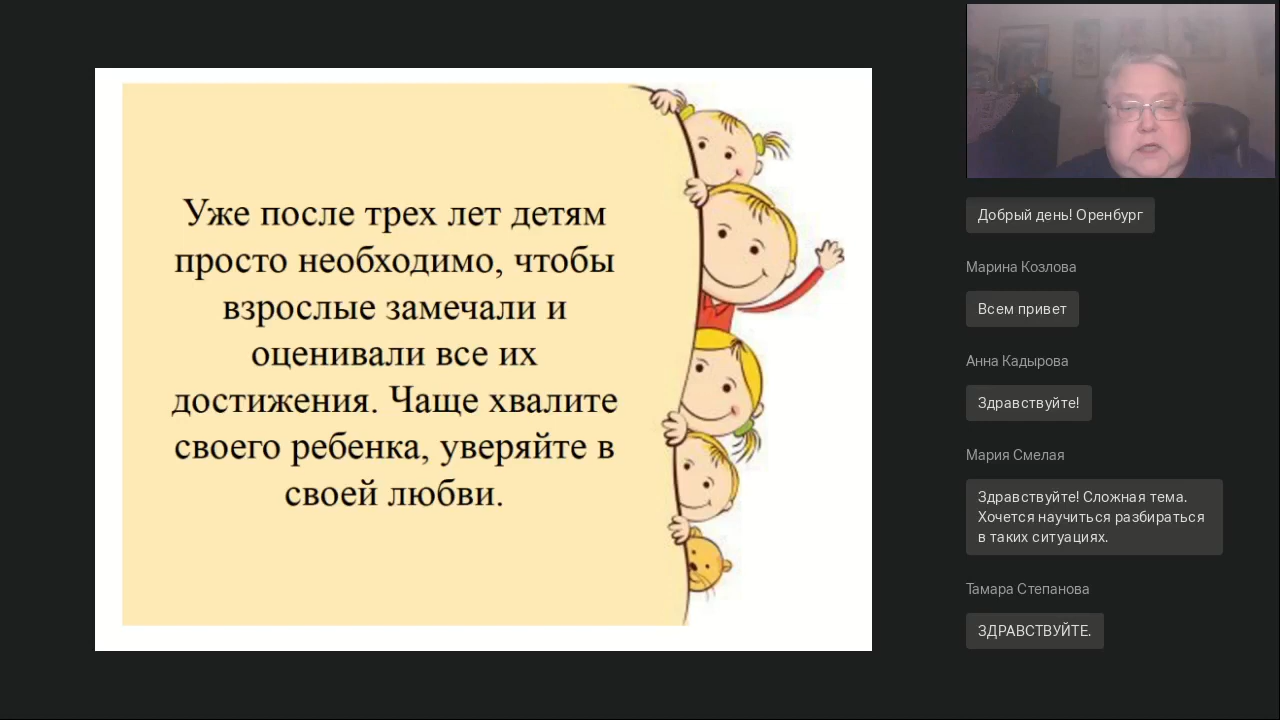 Уже после трех лет детям
просто необходимо, чтобы
взрослые замечали и
оценивали все их
достижения. Чаще хвалите
своего ребенка, уверяйте в
своей любви.
Добрый день! Оренбург
Марина Козлова
Всем привет
Анна Кадырова
Здравствуйте!
Мария Смелая
Здравствуйте! Сложная тема.
Хочется научиться разбираться
в таких ситуациях.
Тамара Степанова
ЗДРАВСТВУЙТЕ.